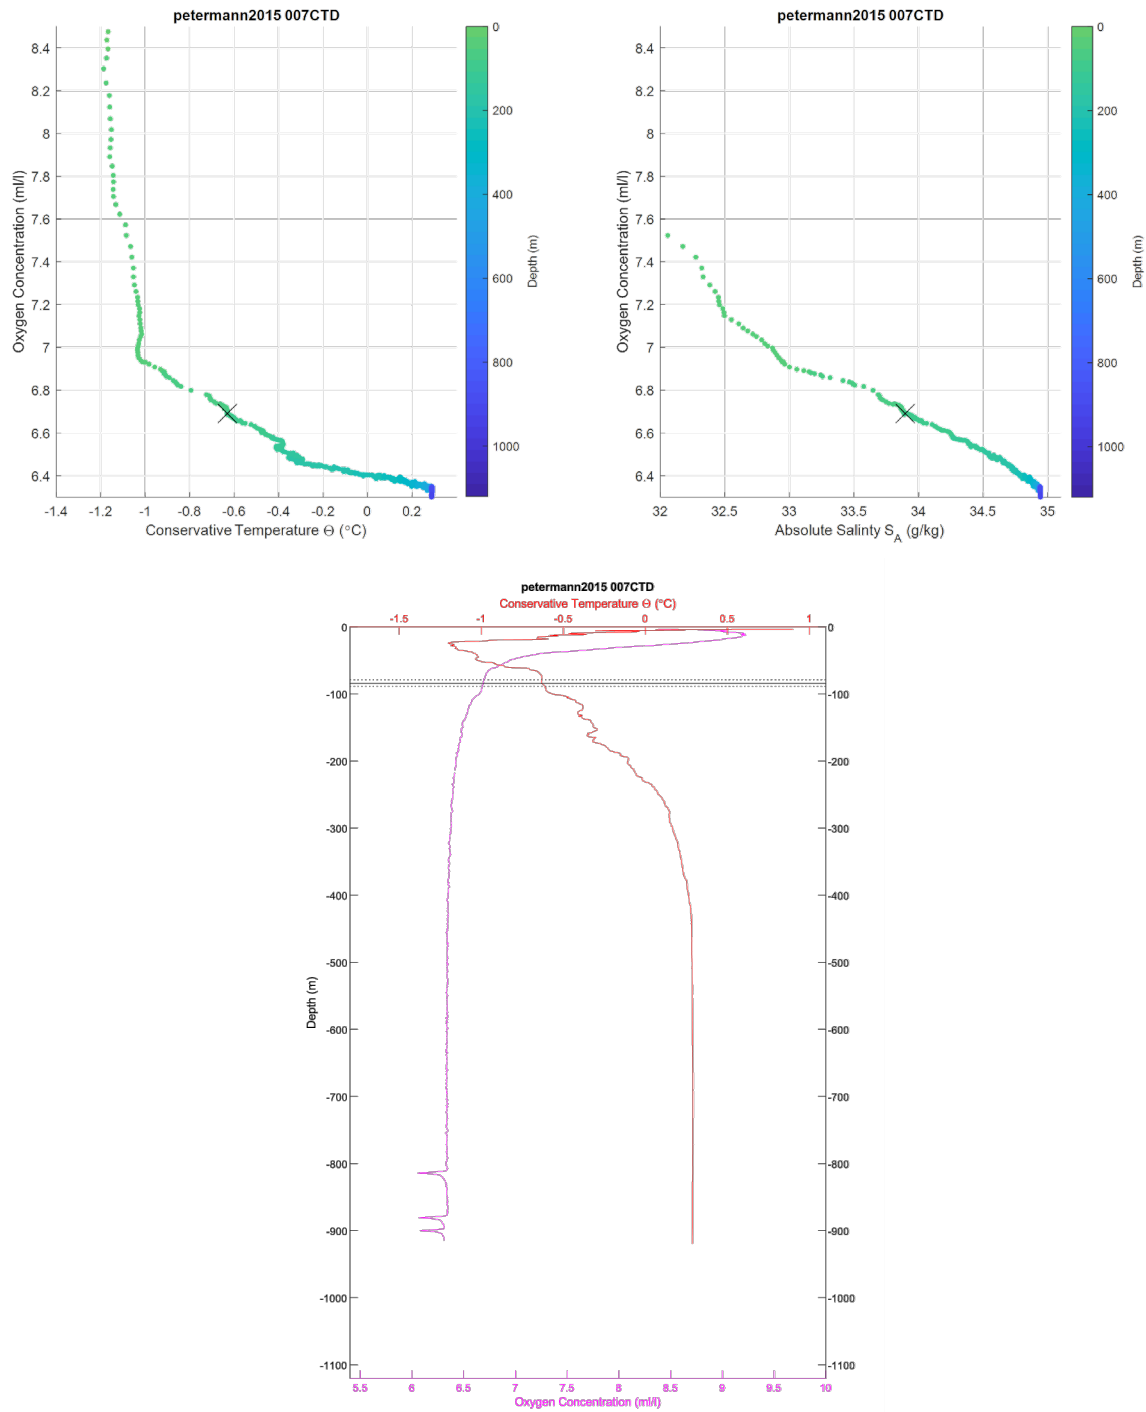 petermann2015 007CTD
8.4
8.2
8
7.8
7.6
7.4
7.2
7
6.8
6.6
6.4
Oxygen Concentration (ml/l)
-1.4 -1.2 -1 -0.8 -0.6 -0.4 -0.2 0 0.2
Conservative Temperature Θ (°C)
0
200
400
600
800
1000
Depth (m)
petermann2015 007CTD
8.4
8.2
8
7.8
7.6
7.4
7.2
7
6.8
6.6
6.4
Oxygen Concentration (ml/l)
32 32.5 33 33.5 34 34.5 35
Absolute Salinty S_A (g/kg)
0
200
400
600
800
1000
Depth (m)
petermann2015 007CTD
Conservative Temperature Θ (°C)
-1.5 -1 -0.5 0 0.5 1
0 0
-100 -100
-200 -200
-300 -300
-400 -400
-500 -500
Depth (m)
-600 -600
-700 -700
-800 -800
-900 -900
-1000 -1000
-1100 -1100
5.5 6 6.5 7 7.5 8 8.5 9 9.5 10
Oxygen Concentration (ml/l)